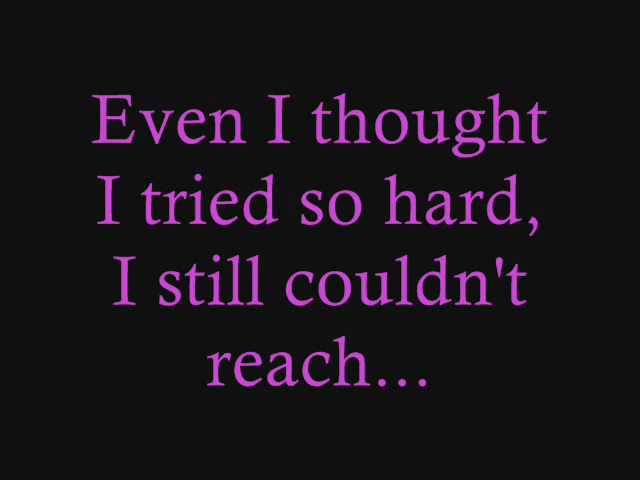 Even I thought
I tried so hard,
I still couldn't
reach...